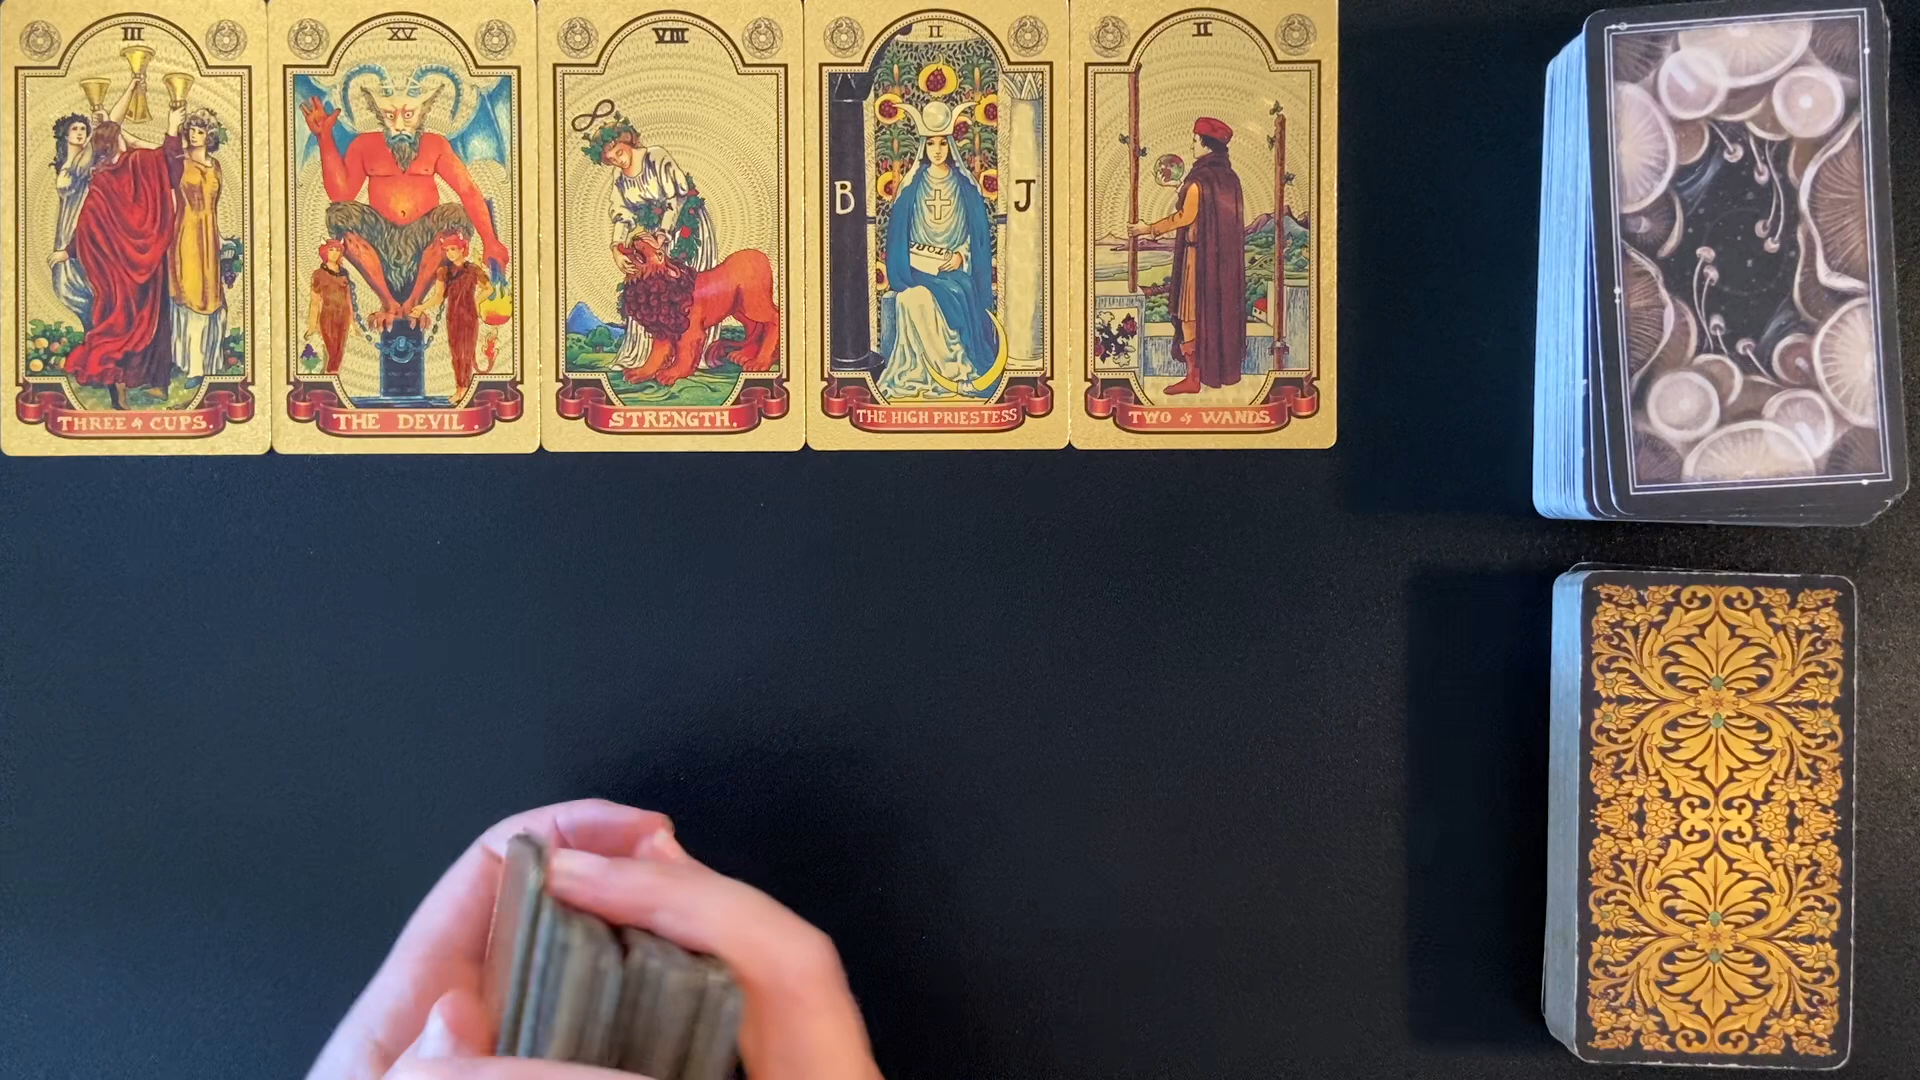 III
THREE of CUPS.
XV
THE DEVIL.
VIII
STRENGTH.
II
B
J
TORA
THE HIGH PRIESTESS
II
TWO of WANDS.